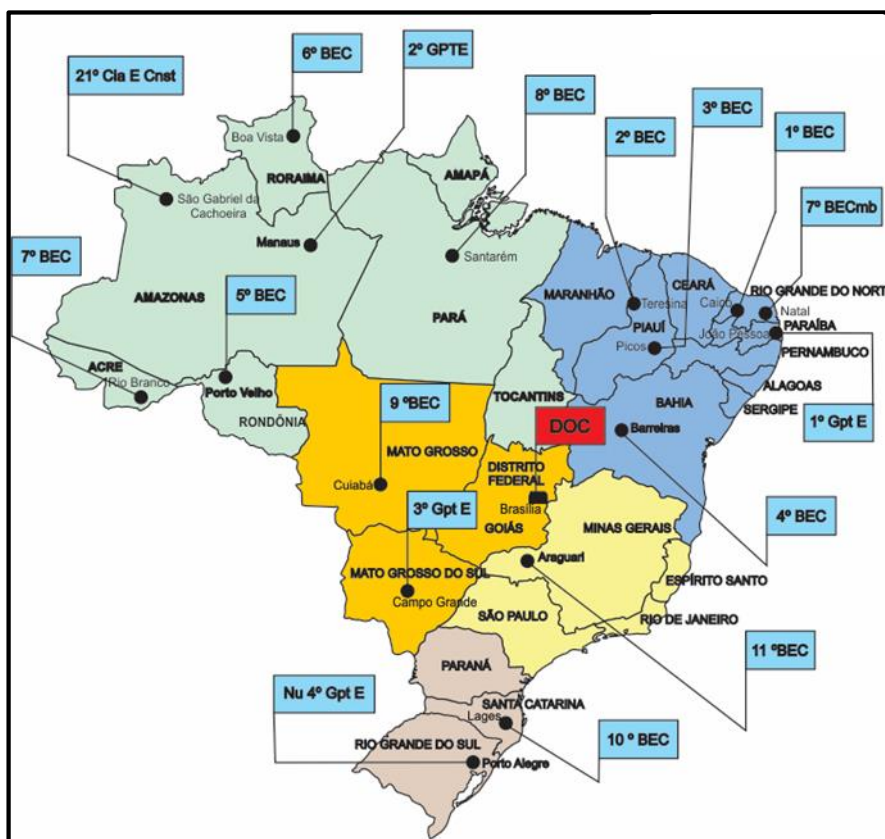 6º BEC
2º GPTE
21º Cia E Cnst
8º BEC
3º BEC
2º BEC
1º BEC
7º BECmb
7º BEC
5º BEC
Boa Vista
RORAIMA
AMAPÁ
São Gabriel da
Cachoeira
Manaus
Santarém
AMAZONAS
PARÁ
MARANHÃO
CEARÁ
Teresina
Caicó
RIO GRANDE DO NORT
Natal
PIAUÍ
João Pessoa
PARAÍBA
Picos
PERNAMBUCO
ACRE
Rio Branco
Porto Velho
RONDÔNIA
TOCANTINS
ALAGOAS
BAHIA
SERGIPE
9 ºBEC
DOC
Barreiras
1º Gpt E
MATO GROSSO
DISTRITO
FEDERAL
Cuiabá
Brasília
3º Gpt E
GOIÁS
4º BEC
MINAS GERAIS
Araguari
MATO GROSSO DO SUL
ESPÍRITO SANTO
Campo Grande
SÃO PAULO
RIO DE JANEIRO
PARANÁ
11 ºBEC
Nu 4º Gpt E
SANTA CATARINA
Lages
10 º BEC
RIO GRANDE DO SUL
Porto Alegre